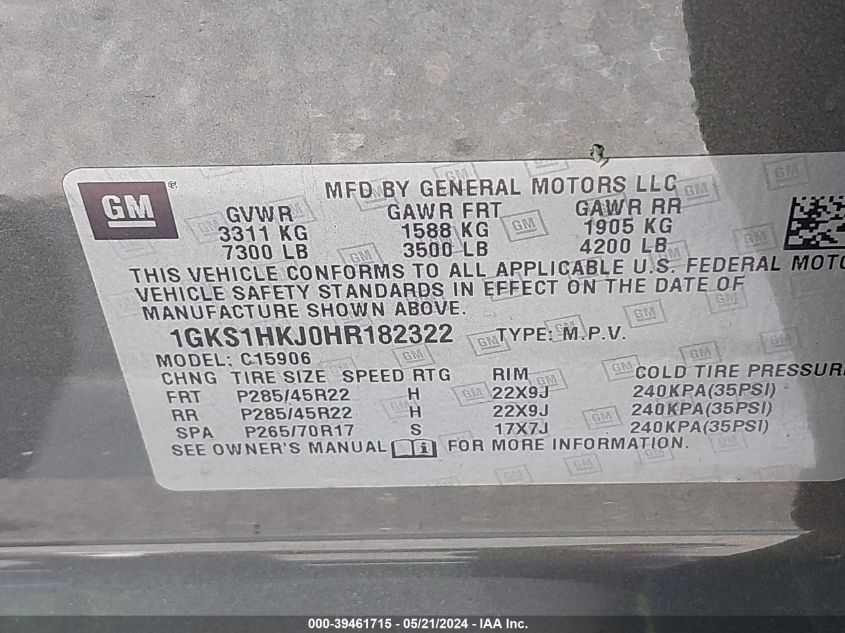 GM
MFD BY GENERAL MOTORS LLC
GVWR GAWR FRT GAWR RR
3311 KG 1588 KG 1905 KG
7300 LB 3500 LB 4200 LB
THIS VEHICLE CONFORMS TO ALL APPLICABLE U.S. FEDERAL MOTO
VEHICLE SAFETY STANDARDS IN EFFECT ON THE DATE OF
MANUFACTURE SHOWN ABOVE.
1GKS1HKJ0HR182322 TYPE: M.P.V.
MODEL: C15906
CHNG TIRE SIZE SPEED RTG RIM COLD TIRE PRESSURE
FRT P285/45R22 H 22X9J 240KPA(35PSI)
RR P285/45R22 H 22X9J 240KPA(35PSI)
SPA P265/70R17 S 17X7J 240KPA(35PSI)
SEE OWNER'S MANUAL FOR MORE INFORMATION.
000-39461715 - 05/21/2024 - IAA Inc.